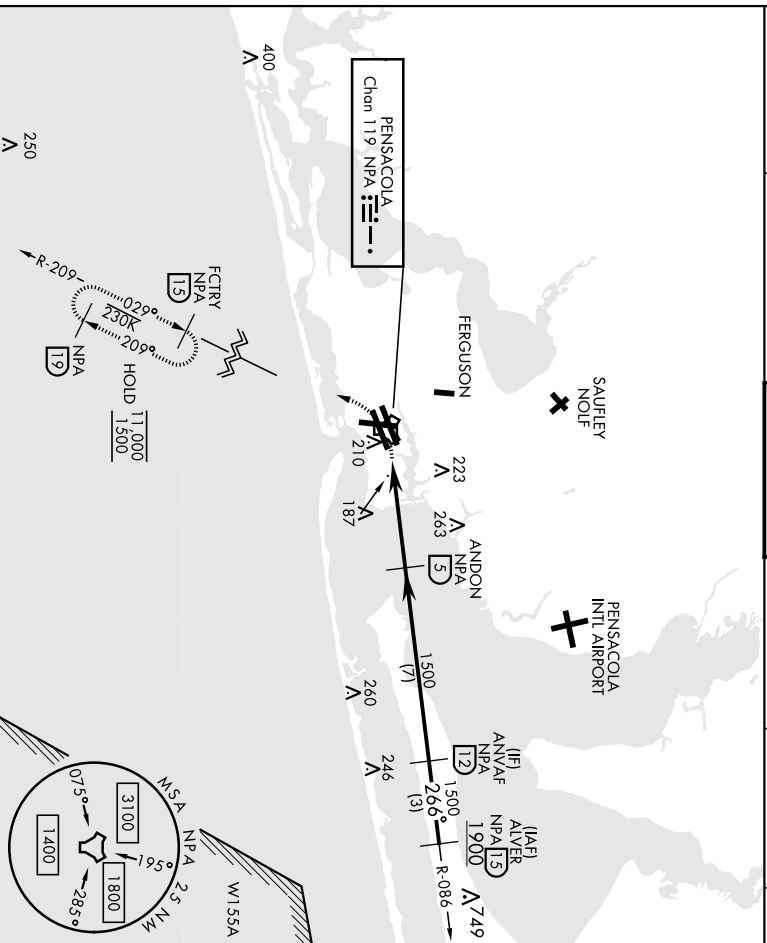 SAUFLEY
NOLF
FERGUSON
PENSACOLA
INTL AIRPORT
PENSACOLA
Chan 119 NPA
400
250
223
263
210
187
260
246
749
ANDON
NPA
5
1500
(7)
(IF)
ANVAF
NPA
12
1500
266°
(3)
(IAF)
ALVER
NPA 15
1900
R-086
FCTRY
NPA
15
R-209
029°
230K
209°
NPA
19
HOLD 11,000
1500
W155A
MSA NPA 25 NM
075°
195°
285°
3100
1800
1400